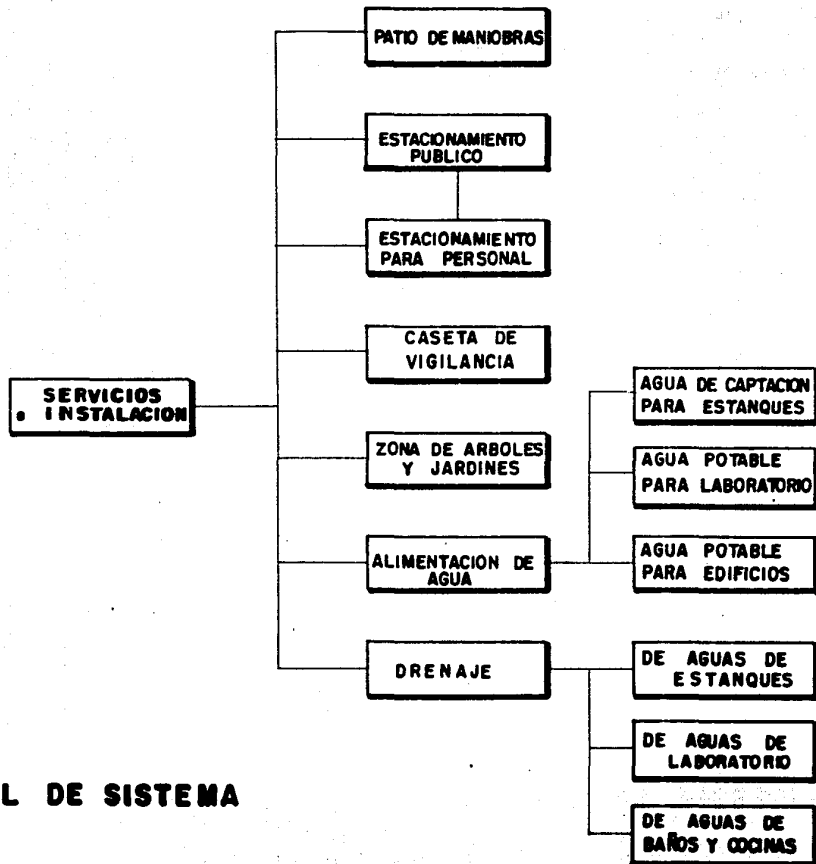 PATIO DE MANIOBRAS
ESTACIONAMIENTO
PUBLICO
ESTACIONAMIENTO
PARA PERSONAL
CASETA DE
VIGILANCIA
SERVICIOS
e INSTALACION
ZONA DE ARBOLES
Y JARDINES
ALIMENTACION DE
AGUA
DRENAJE
AGUA DE CAPTACION
PARA ESTANQUES
AGUA POTABLE
PARA LABORATORIO
AGUA POTABLE
PARA EDIFICIOS
DE AGUAS DE
ESTANQUES
DE AGUAS DE
LABORATORIO
DE AGUAS DE
BAÑOS Y COCINAS
L DE SISTEMA